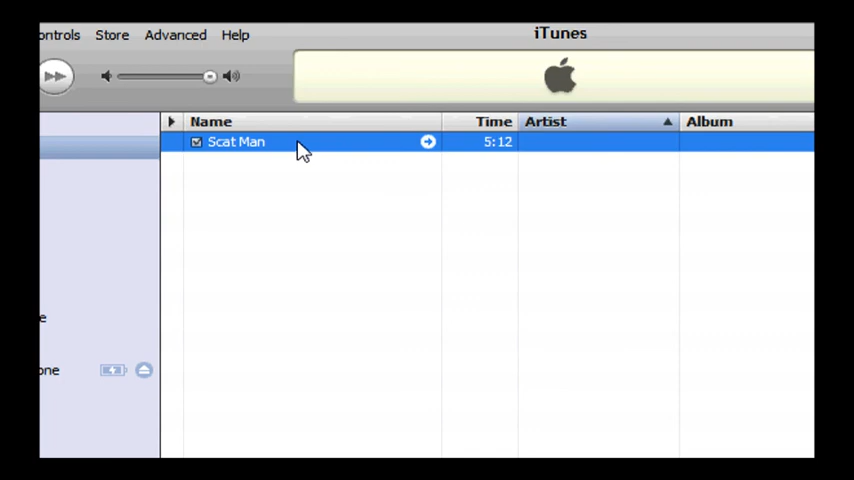 iTunes
ontrols Store Advanced Help
Name Time Artist Album
Scat Man 5:12
e
one